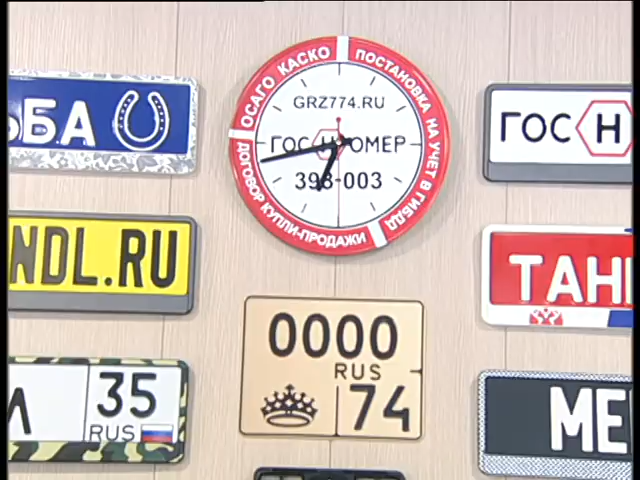 ОСАГО КАСКО
ПОСТАНОВКА НА УЧЕТ В ГИБДД
ДОГОВОР КУПЛИ-ПРОДАЖИ
GRZ774.RU
ГОС НОМЕР
398-003
БА
ГОС Н
NDL.RU
ТАН
0000
RUS
74
35
RUS
МЕ